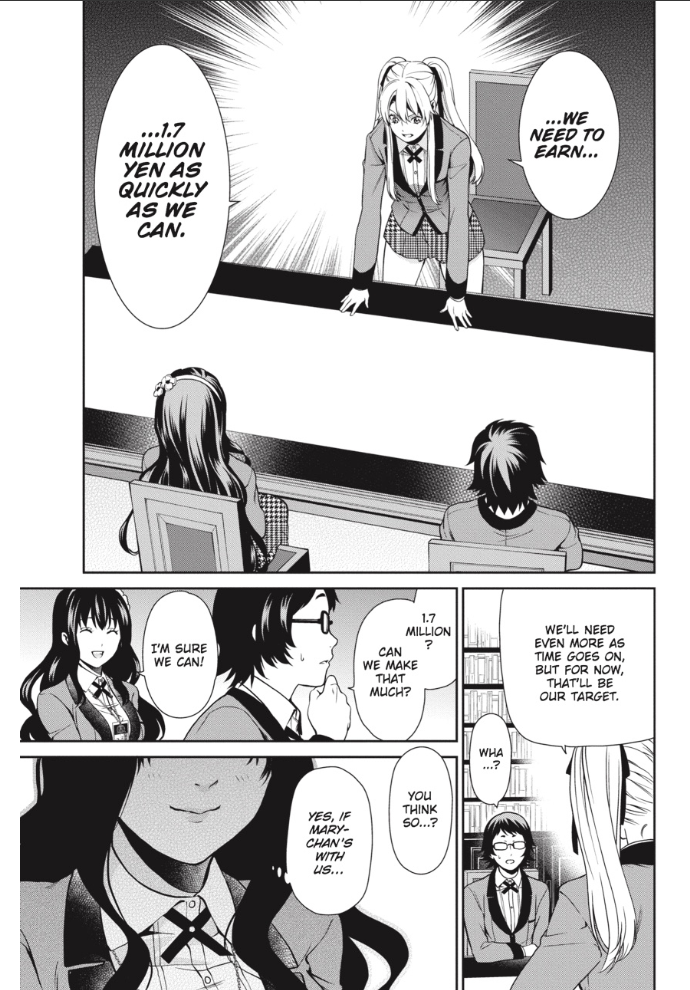 ...WE
NEED TO
EARN...
...1.7
MILLION
YEN AS
QUICKLY
AS WE
CAN.
WE'LL NEED
EVEN MORE AS
TIME GOES ON,
BUT FOR NOW,
THAT'LL BE
OUR TARGET.
WHA
...?
1.7
MILLION
?
CAN
WE MAKE
THAT
MUCH?
I'M SURE
WE CAN!
YOU
THINK
SO...?
YES, IF
MARY-
CHAN'S
WITH
US...